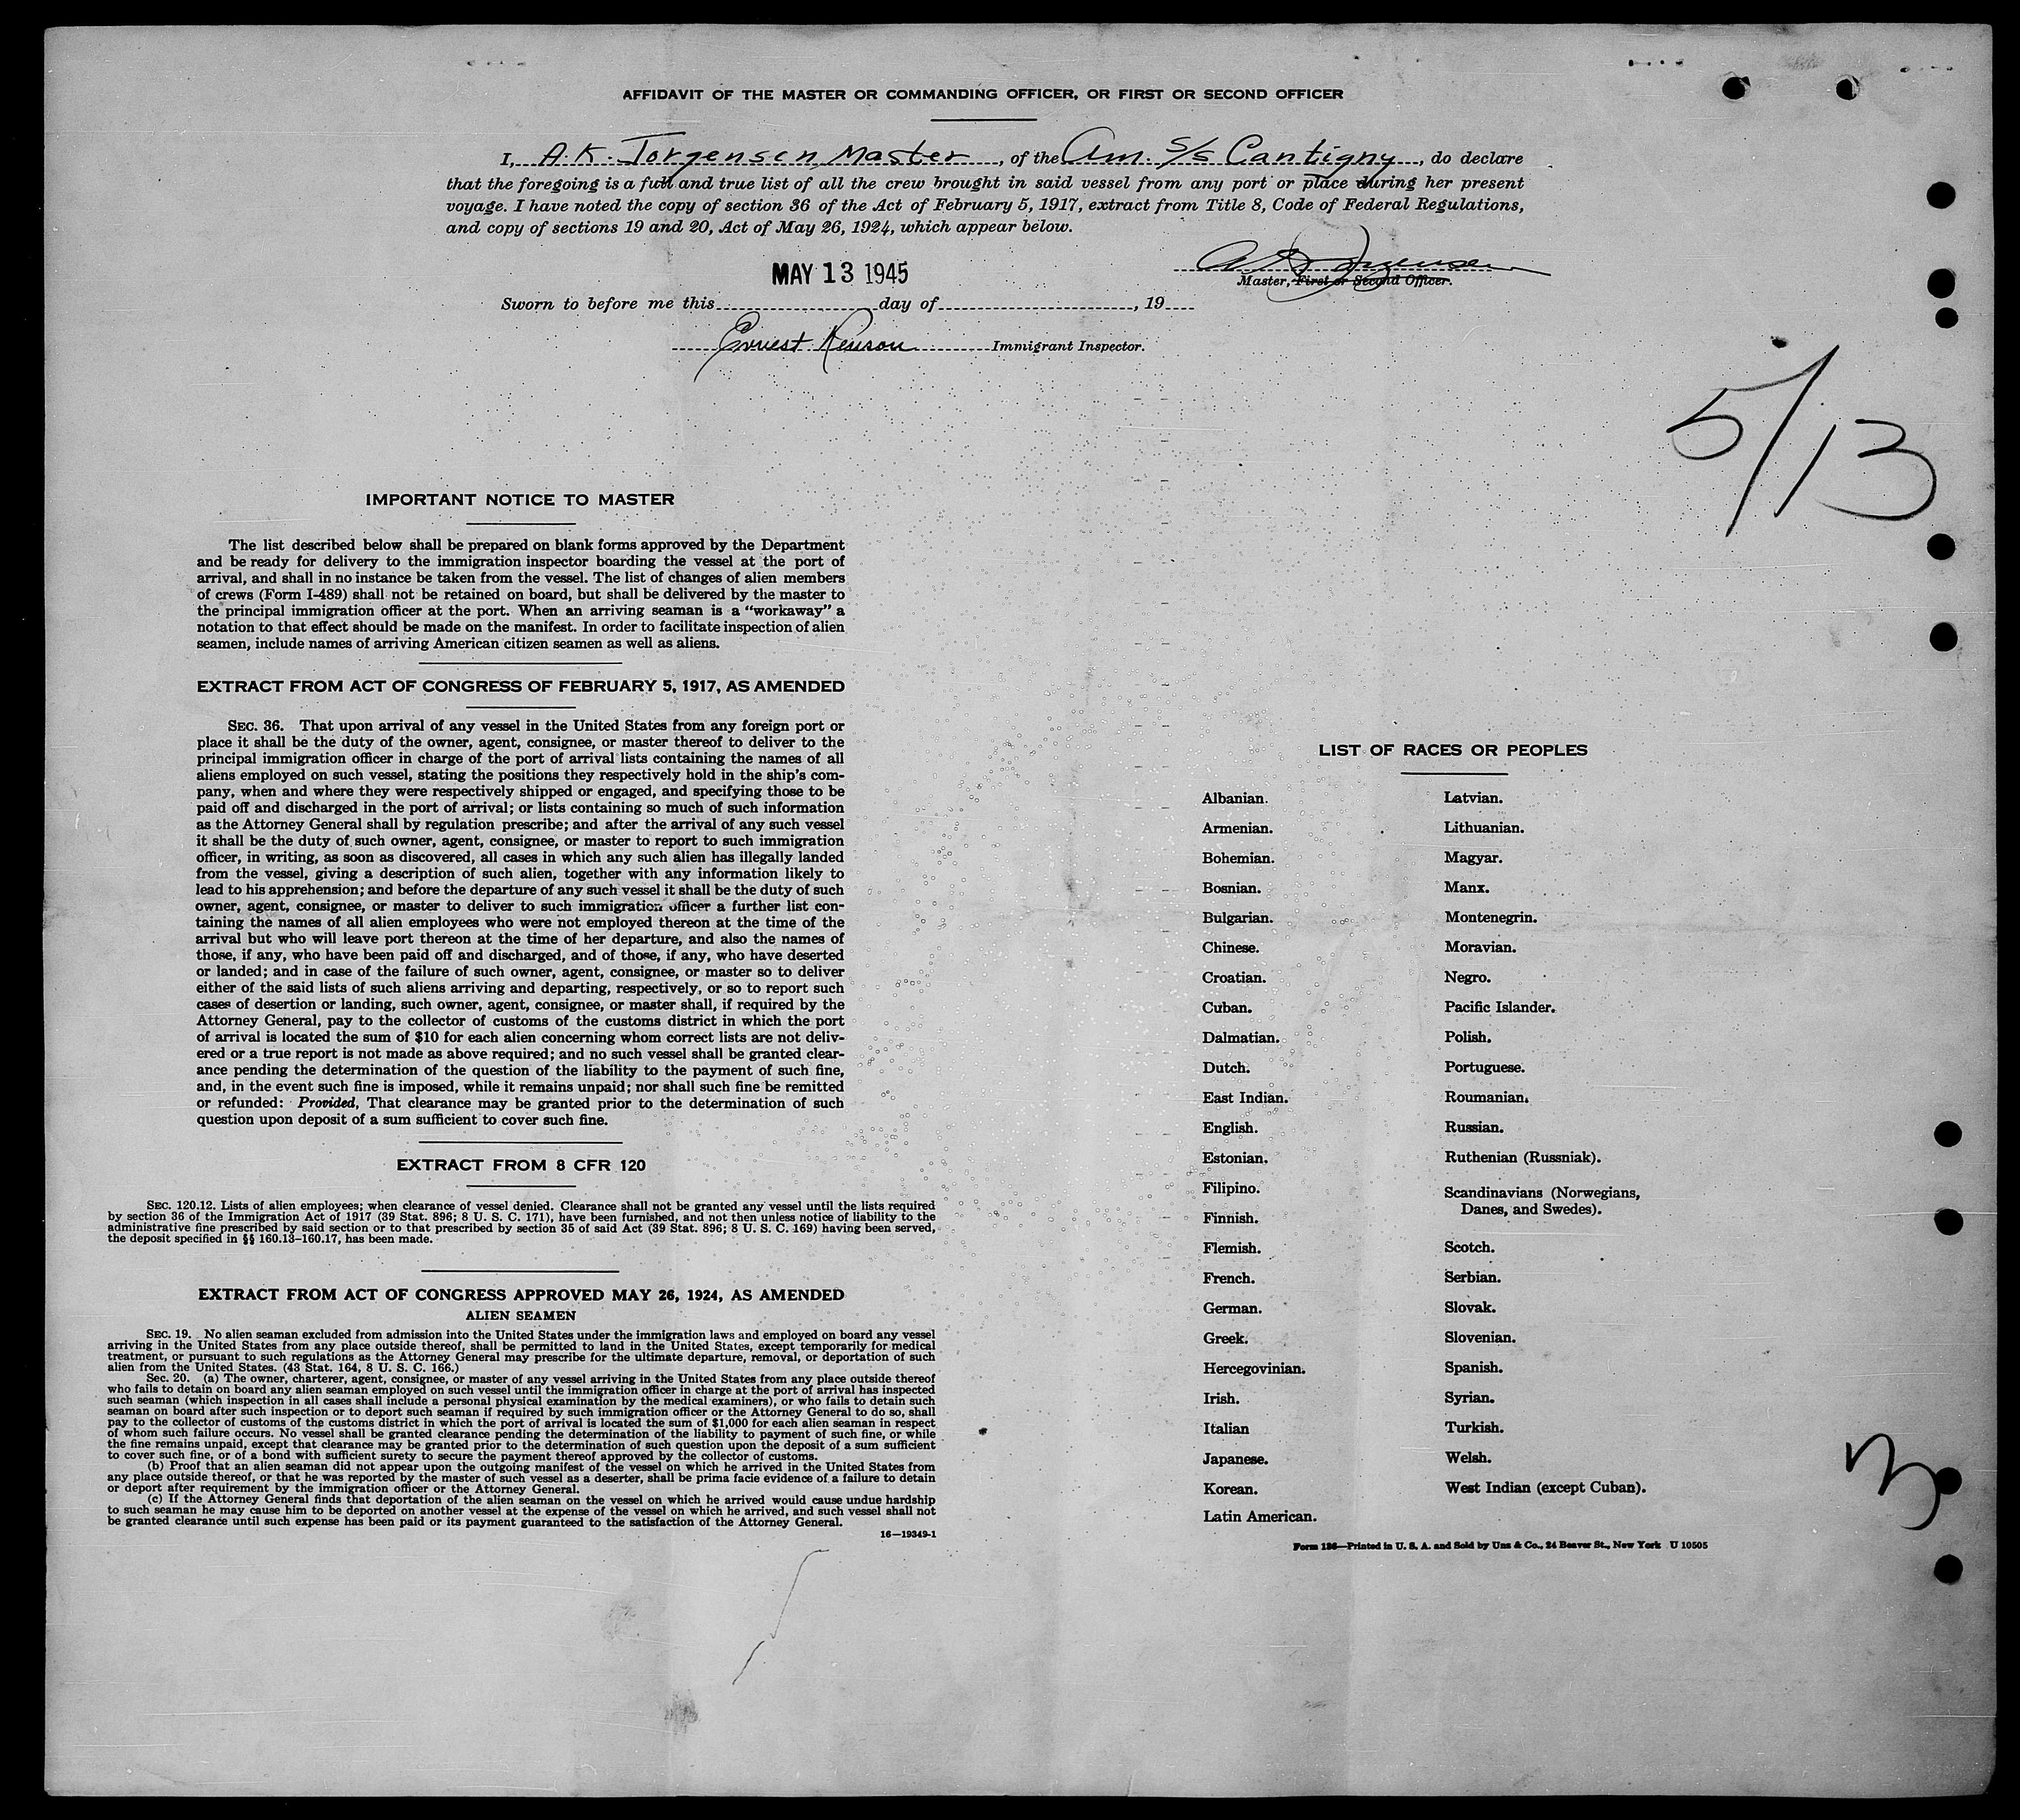 AFFIDAVIT OF THE MASTER OR COMMANDING OFFICER, OR FIRST OR SECOND OFFICER
I, A. K. Jorgensen, Master, of the Am. S/S Cantigny, do declare
that the foregoing is a full and true list of all the crew brought in said vessel from any port or place during her present
voyage. I have noted the copy of section 36 of the Act of February 5, 1917, extract from Title 8, Code of Federal Regulations,
and copy of sections 19 and 20, Act of May 26, 1924, which appear below.
A K Jorgensen
Master, First or Second Officer.
MAY 13 1945
Sworn to before me this day of , 19
Ernest Immigrant Inspector.
5/13
IMPORTANT NOTICE TO MASTER
The list described below shall be prepared on blank forms approved by the Department
and be ready for delivery to the immigration inspector boarding the vessel at the port of
arrival, and shall in no instance be taken from the vessel. The list of changes of alien members
of crews (Form I-489) shall not be retained on board, but shall be delivered by the master to
the principal immigration officer at the port. When an arriving seaman is a "workaway" a
notation to that effect should be made on the manifest. In order to facilitate inspection of alien
seamen, include names of arriving American citizen seamen as well as aliens.
EXTRACT FROM ACT OF CONGRESS OF FEBRUARY 5, 1917, AS AMENDED
SEC. 36. That upon arrival of any vessel in the United States from any foreign port or
place it shall be the duty of the owner, agent, consignee, or master thereof to deliver to the
principal immigration officer in charge of the port of arrival lists containing the names of all
aliens employed on such vessel, stating the positions they respectively hold in the ship's com-
pany, when and where they were respectively shipped or engaged, and specifying those to be
paid off and discharged in the port of arrival; or lists containing so much of such information
as the Attorney General shall by regulation prescribe; and after the arrival of any such vessel
it shall be the duty of such owner, agent, consignee, or master to report to such immigration
officer, in writing, as soon as discovered, all cases in which any such alien has illegally landed
from the vessel, giving a description of such alien, together with any information likely to
lead to his apprehension; and before the departure of any such vessel it shall be the duty of such
owner, agent, consignee, or master to deliver to such immigration officer a further list con-
taining the names of all alien employees who were not employed thereon at the time of the
arrival but who will leave port thereon at the time of her departure, and also the names of
those, if any, who have been paid off and discharged, and of those, if any, who have deserted
or landed; and in case of the failure of such owner, agent, consignee, or master so to deliver
either of the said lists of such aliens arriving and departing, respectively, or so to report such
cases of desertion or landing, such owner, agent, consignee, or master shall, if required by the
Attorney General, pay to the collector of customs of the customs district in which the port
of arrival is located the sum of $10 for each alien concerning whom correct lists are not deliv-
ered or a true report is not made as above required; and no such vessel shall be granted clear-
ance pending the determination of the question of the liability to the payment of such fine,
and, in the event such fine is imposed, while it remains unpaid; nor shall such fine be remitted
or refunded: Provided, That clearance may be granted prior to the determination of such
question upon deposit of a sum sufficient to cover such fine.
EXTRACT FROM 8 CFR 120
SEC. 120.12. Lists of alien employees; when clearance of vessel denied. Clearance shall not be granted any vessel until the lists required
by section 36 of the Immigration Act of 1917 (39 Stat. 896; 8 U. S. C. 171), have been furnished, and not then unless notice of liability to the
administrative fine prescribed by said section or to that prescribed by section 35 of said Act (39 Stat. 896; 8 U. S. C. 169) having been served,
the deposit specified in §§ 160.13-160.17, has been made.
EXTRACT FROM ACT OF CONGRESS APPROVED MAY 26, 1924, AS AMENDED
ALIEN SEAMEN
SEC. 19. No alien seaman excluded from admission into the United States under the immigration laws and employed on board any vessel
arriving in the United States from any place outside thereof, shall be permitted to land in the United States, except temporarily for medical
treatment, or pursuant to such regulations as the Attorney General may prescribe for the ultimate departure, removal, or deportation of such
alien from the United States. (43 Stat. 164, 8 U. S. C. 166.)
Sec. 20. (a) The owner, charterer, agent, consignee, or master of any vessel arriving in the United States from any place outside thereof
who fails to detain on board any alien seaman employed on such vessel until the immigration officer in charge at the port of arrival has inspected
such seaman (which inspection in all cases shall include a personal physical examination by the medical examiners), or who fails to detain such
seaman on board after such inspection or to deport such seaman if required by such immigration officer or the Attorney General to do so, shall
pay to the collector of customs of the customs district in which the port of arrival is located the sum of $1,000 for each alien seaman in respect
of whom such failure occurs. No vessel shall be granted clearance pending the determination of the liability to payment of such fine, or while
the fine remains unpaid, except that clearance may be granted prior to the determination of such question upon the deposit of a sum sufficient
to cover such fine, or of a bond with sufficient surety to secure the payment thereof approved by the collector of customs.
(b) Proof that an alien seaman did not appear upon the outgoing manifest of the vessel on which he arrived in the United States from
any place outside thereof, or that he was reported by the master of such vessel as a deserter, shall be prima facie evidence of a failure to detain
or deport after requirement by the immigration officer or the Attorney General.
(c) If the Attorney General finds that deportation of the alien seaman on the vessel on which he arrived would cause undue hardship
to such seaman he may cause him to be deported on another vessel at the expense of the vessel on which he arrived, and such vessel shall not
be granted clearance until such expense has been paid or its payment guaranteed to the satisfaction of the Attorney General.
16—19349-1
LIST OF RACES OR PEOPLES
Albanian.
Armenian.
Bohemian.
Bosnian.
Bulgarian.
Chinese.
Croatian.
Cuban.
Dalmatian.
Dutch.
East Indian.
English.
Estonian.
Filipino.
Finnish.
Flemish.
French.
German.
Greek.
Hercegovinian.
Irish.
Italian
Japanese.
Korean.
Latin American.
Latvian.
Lithuanian.
Magyar.
Manx.
Montenegrin.
Moravian.
Negro.
Pacific Islander.
Polish.
Portuguese.
Roumanian.
Russian.
Ruthenian (Russniak).
Scandinavians (Norwegians,
Danes, and Swedes).
Scotch.
Serbian.
Slovak.
Slovenian.
Spanish.
Syrian.
Turkish.
Welsh.
West Indian (except Cuban).
3
Form 136—Printed in U. S. A. and Sold by Unz & Co., 24 Beaver St., New York U 10505